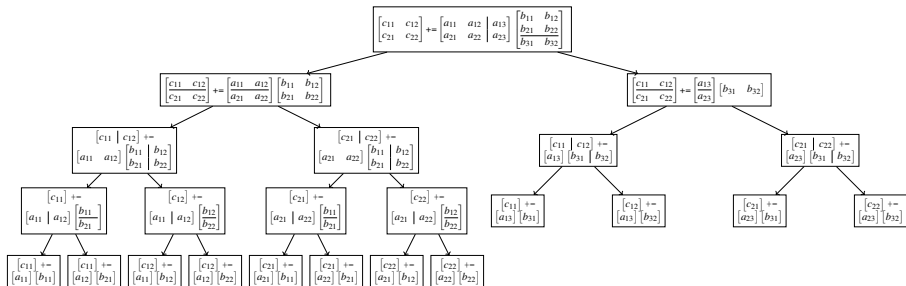 [c11 c12 c21 c22] += [a11 a12 | a13 a21 a22 | a23] [b11 b12 b21 b22 b31 b32]
[c11 c12 c21 c22] += [a11 a12 a21 a22] [b11 b12 b21 b22]
[c11 c12 c21 c22] += [a13 a23] [b31 b32]
[c11 | c12] +=
[a11 a12] [b11 | b12 b21 | b22]
[c21 | c22] +=
[a21 a22] [b11 | b12 b21 | b22]
[c11 | c12] +=
[a13] [b31 | b32]
[c21 | c22] +=
[a23] [b31 | b32]
[c11] +=
[a11 | a12] [b11 b21]
[c12] +=
[a11 | a12] [b12 b22]
[c21] +=
[a21 | a22] [b11 b21]
[c22] +=
[a21 | a22] [b12 b22]
[c11] +=
[a13] [b31]
[c12] +=
[a13] [b32]
[c21] +=
[a23] [b31]
[c22] +=
[a23] [b32]
[c11] +=
[a11] [b11]
[c11] +=
[a12] [b21]
[c12] +=
[a11] [b12]
[c12] +=
[a12] [b22]
[c21] +=
[a21] [b11]
[c21] +=
[a22] [b21]
[c22] +=
[a21] [b12]
[c22] +=
[a22] [b22]